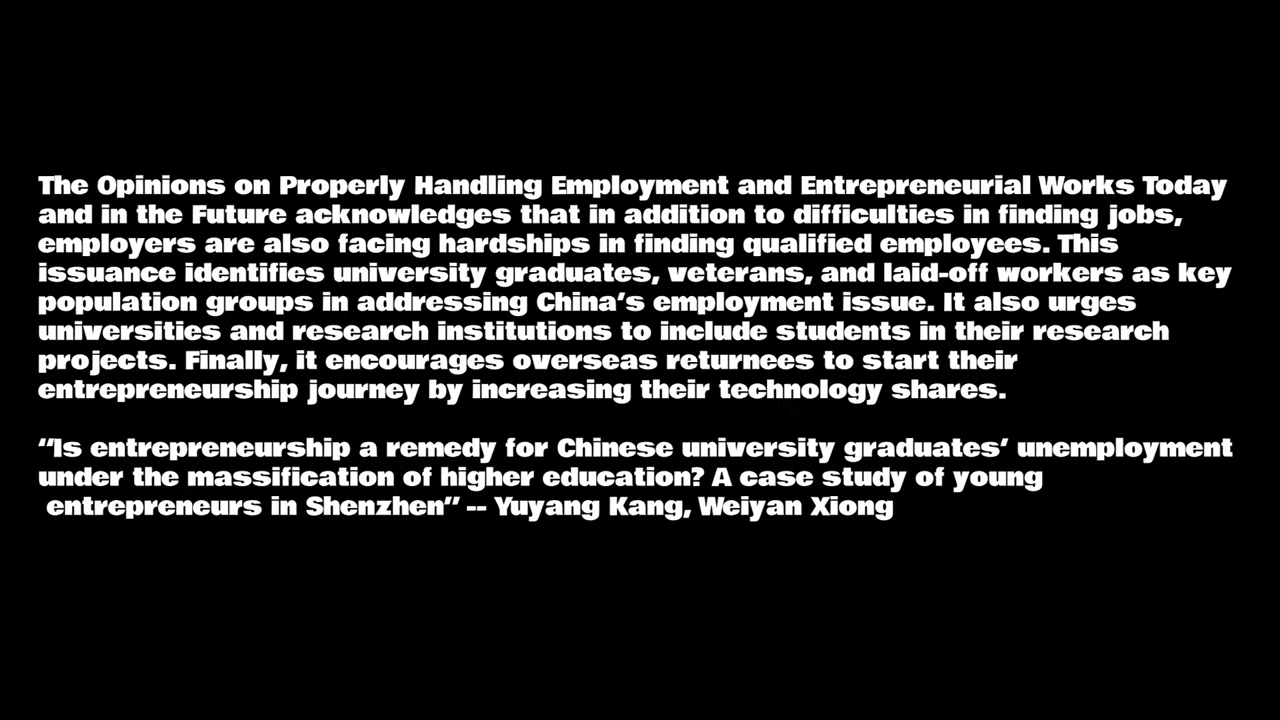 The Opinions on Properly Handling Employment and Entrepreneurial Works Today
and in the Future acknowledges that in addition to difficulties in finding jobs,
employers are also facing hardships in finding qualified employees. This
issuance identifies university graduates, veterans, and laid-off workers as key
population groups in addressing China’s employment issue. It also urges
universities and research institutions to include students in their research
projects. Finally, it encourages overseas returnees to start their
entrepreneurship journey by increasing their technology shares.
“Is entrepreneurship a remedy for Chinese university graduates’ unemployment
under the massification of higher education? A case study of young
entrepreneurs in Shenzhen” -- Yuyang Kang, Weiyan Xiong